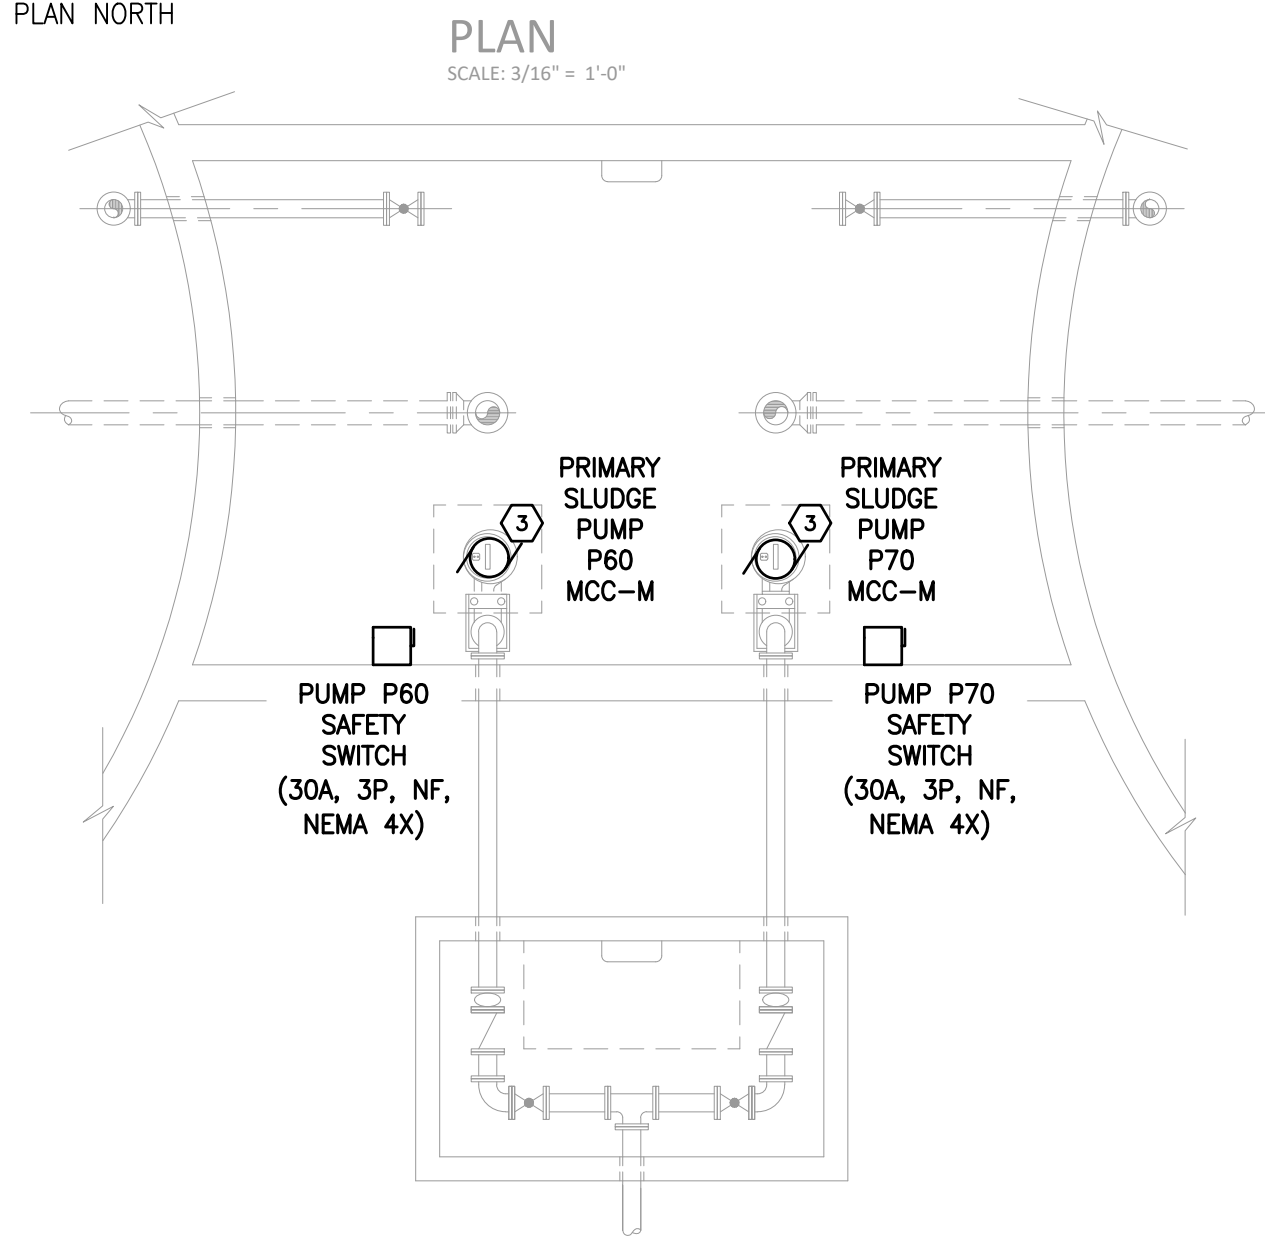 PLAN NORTH
PLAN
SCALE: 3/16" = 1'-0"
PRIMARY
SLUDGE
PUMP
P60
MCC-M
3
PRIMARY
SLUDGE
PUMP
P70
MCC-M
3
PUMP P60
SAFETY
SWITCH
(30A, 3P, NF,
NEMA 4X)
PUMP P70
SAFETY
SWITCH
(30A, 3P, NF,
NEMA 4X)